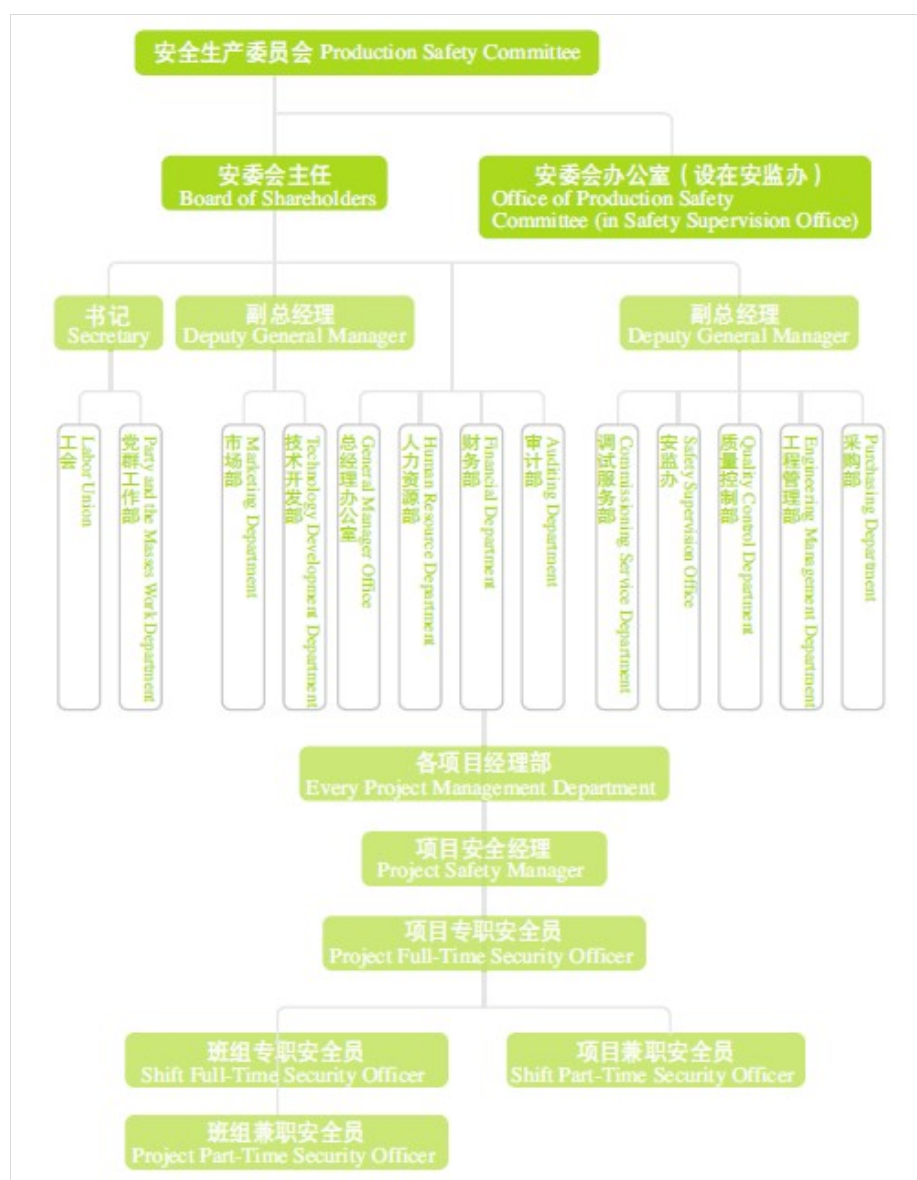 安全生产委员会 Production Safety Committee
安委会主任
Board of Shareholders
安委会办公室（设在安监办）
Office of Production Safety
Committee (in Safety Supervision Office)
书记
Secretary
副总经理
Deputy General Manager
副总经理
Deputy General Manager
工会
Labor Union
党群工作部
Party and the Masses Work Department
市场部
Marketing Department
技术开发部
Technology Development Department
总经理办公室
General Manager Office
人力资源部
Human Resource Department
财务部
Financial Department
审计部
Auditing Department
调试服务部
Commissioning Service Department
安监办
Safety Supervision Office
质量控制部
Quality Control Department
工程管理部
Engineering Management Department
采购部
Purchasing Department
各项目经理部
Every Project Management Department
项目安全经理
Project Safety Manager
项目专职安全员
Project Full-Time Security Officer
班组专职安全员
Shift Full-Time Security Officer
项目兼职安全员
Shift Part-Time Security Officer
班组兼职安全员
Project Part-Time Security Officer